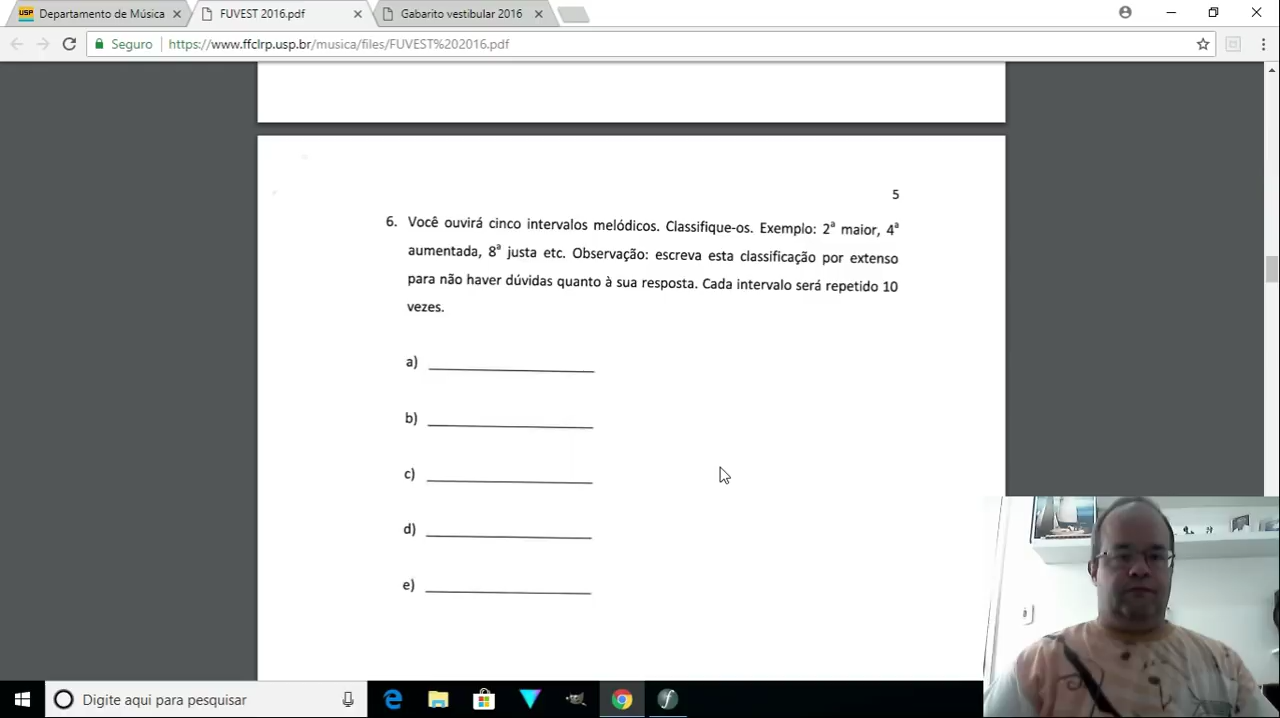 USP Departamento de Música
FUVEST 2016.pdf
Gabarito vestibular 2016
Seguro
https://www.ffclrp.usp.br/musica/files/FUVEST%202016.pdf
5
6. Você ouvirá cinco intervalos melódicos. Classifique-os. Exemplo: 2ª maior, 4ª
aumentada, 8ª justa etc. Observação: escreva esta classificação por extenso
para não haver dúvidas quanto à sua resposta. Cada intervalo será repetido 10
vezes.
a)
b)
c)
d)
e)
Digite aqui para pesquisar